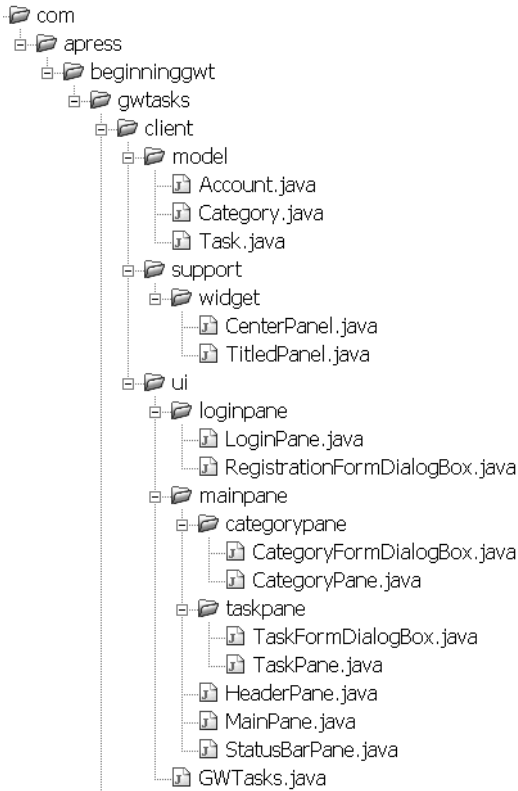 com
apress
beginninggwt
gwtasks
client
model
Account.java
Category.java
Task.java
support
widget
CenterPanel.java
TitledPanel.java
ui
loginpane
LoginPane.java
RegistrationFormDialogBox.java
mainpane
categorypane
CategoryFormDialogBox.java
CategoryPane.java
taskpane
TaskFormDialogBox.java
TaskPane.java
HeaderPane.java
MainPane.java
StatusBarPane.java
GWTasks.java